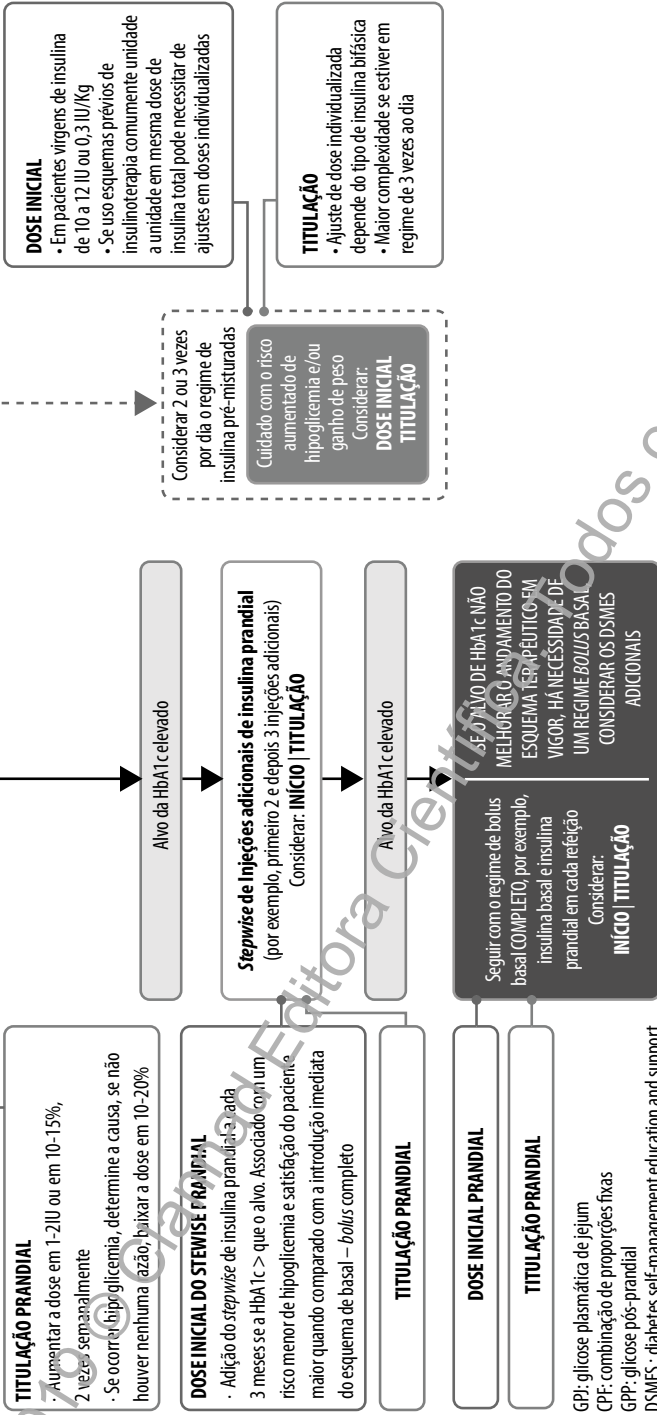 TITULAÇÃO PRANDIAL
· Aumentar a dose em 1-2IU ou em 10-15%,
2 vezes semanalmente
· Se ocorrer hipoglicemia, determine a causa, se não
houver nenhuma razão, baixar a dose em 10-20%
DOSE INICIAL DO STEWISE PRANDIAL
· Adição do stepwise de insulina prandial a cada
3 meses se a HbA1c > que o alvo. Associado com um
risco menor de hipoglicemia e satisfação do paciente
maior quando comparado com a introdução imediata
do esquema de basal – bolus completo
TITULAÇÃO PRANDIAL
DOSE INICIAL PRANDIAL
TITULAÇÃO PRANDIAL
GPJ: glicose plasmática de jejum
CPF: combinação de proporções fixas
GPP: glicose pós-prandial
DSMES : diabetes self-management education and support
Alvo da HbA1c elevado
Stepwise de Injeções adicionais de insulina prandial
(por exemplo, primeiro 2 e depois 3 injeções adicionais)
Considerar: INÍCIO | TITULAÇÃO
Alvo da HbA1c elevado
Seguir com o regime de bolus
basal COMPLETO, por exemplo,
insulina basal e insulina
prandial em cada refeição
Considerar:
INÍCIO | TITULAÇÃO
SE O ALVO DE HbA1c NÃO
MELHORAR O ANDAMENTO DO
ESQUEMA TERAPÊUTICO EM
VIGOR, HÁ NECESSIDADE DE
UM REGIME BOLUS BASAL
CONSIDERAR OS DSMES
ADICIONAIS
Considerar 2 ou 3 vezes
por dia o regime de
insulina pré-misturadas
Cuidado com o risco
aumentado de
hipoglicemia e/ou
ganho de peso
Considerar:
DOSE INICIAL
TITULAÇÃO
DOSE INICIAL
• Em pacientes virgens de insulina
de 10 a 12 IU ou 0,3 IU/Kg
• Se uso esquemas prévios de
insulinoterapia comumente unidade
a unidade em mesma dose de
insulina total pode necessitar de
ajustes em doses individualizadas
TITULAÇÃO
• Ajuste de dose individualizada
depende do tipo de insulina bifásica
• Maior complexidade se estiver em
regime de 3 vezes ao dia
019 © Clannad Editora Científica. Todos